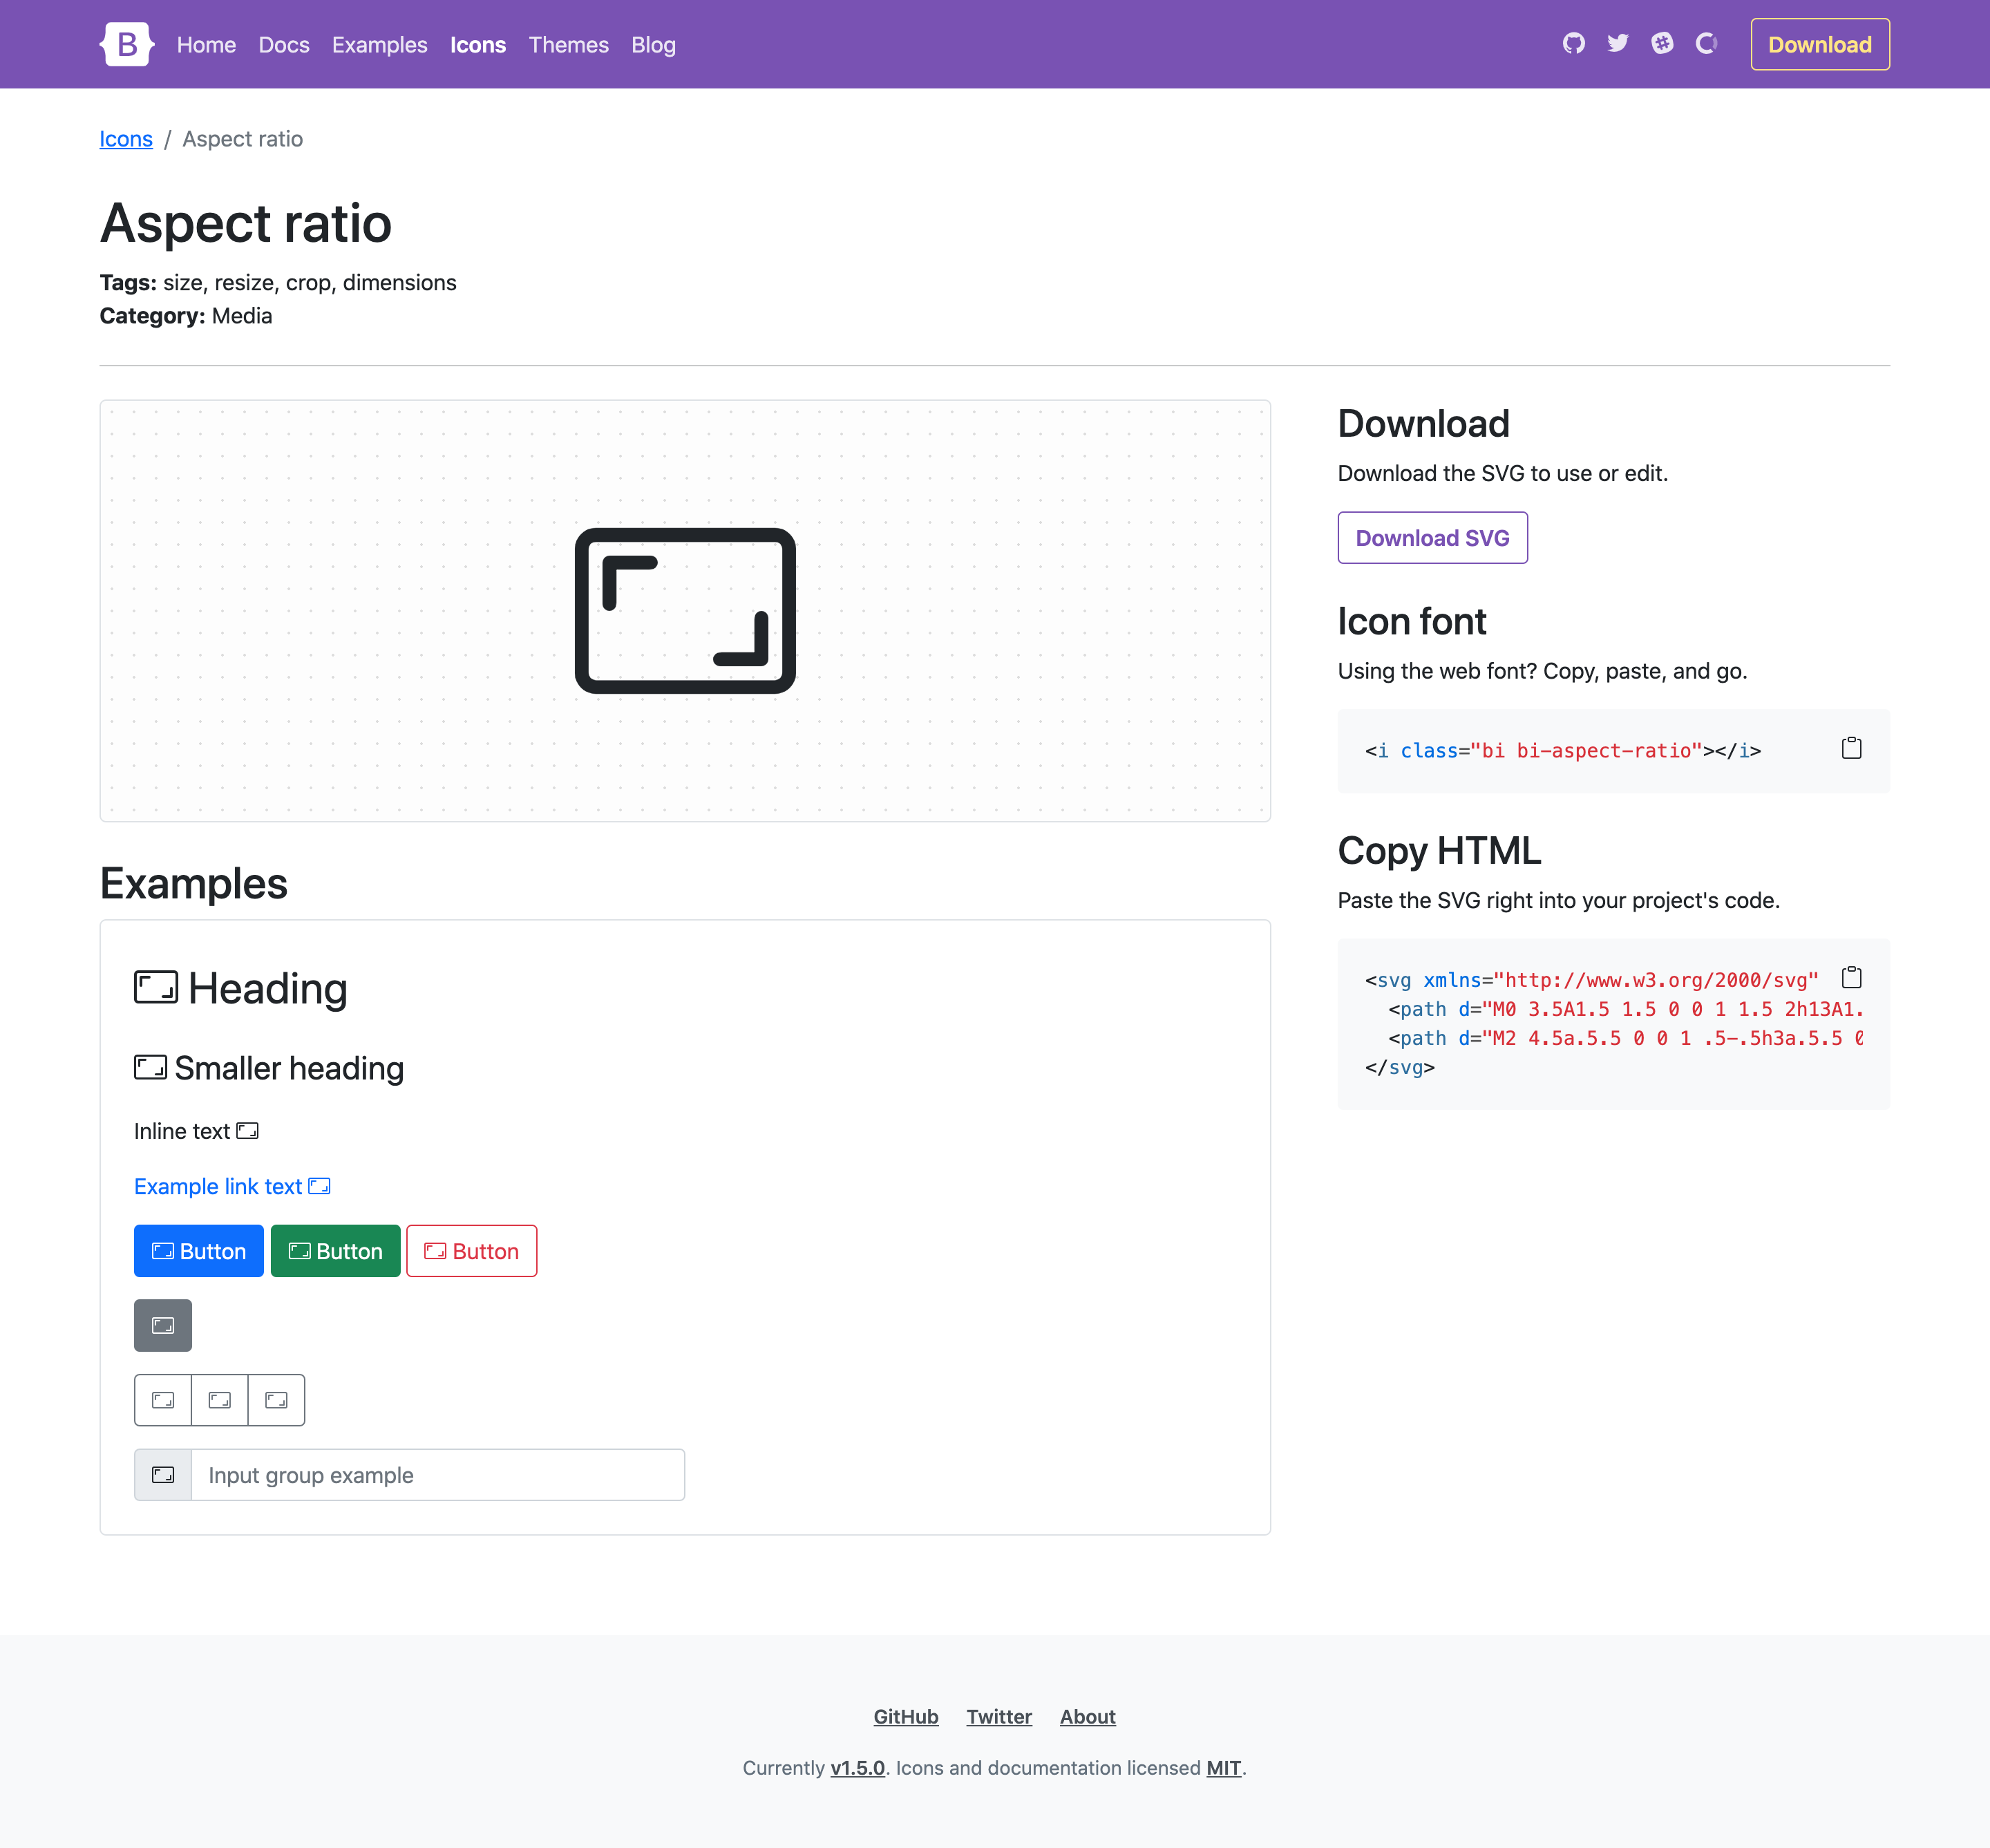 B Home Docs Examples Icons Themes Blog Download
Icons / Aspect ratio
Aspect ratio
Tags: size, resize, crop, dimensions
Category: Media
Download
Download the SVG to use or edit.
Download SVG
Icon font
Using the web font? Copy, paste, and go.
<i class="bi bi-aspect-ratio"></i>
Copy HTML
Paste the SVG right into your project's code.
<svg xmlns="http://www.w3.org/2000/svg"
<path d="M0 3.5A1.5 1.5 0 0 1 1.5 2h13A1.
<path d="M2 4.5a.5.5 0 0 1 .5-.5h3a.5.5 0
</svg>
Examples
Heading
Smaller heading
Inline text
Example link text
Button Button Button
Input group example
GitHub Twitter About
Currently v1.5.0. Icons and documentation licensed MIT.